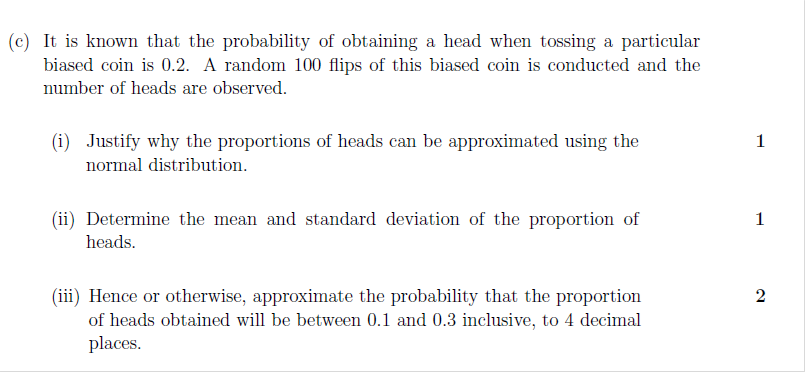 (c) It is known that the probability of obtaining a head when tossing a particular
biased coin is 0.2. A random 100 flips of this biased coin is conducted and the
number of heads are observed.
(i) Justify why the proportions of heads can be approximated using the 1
normal distribution.
(ii) Determine the mean and standard deviation of the proportion of 1
heads.
(iii) Hence or otherwise, approximate the probability that the proportion 2
of heads obtained will be between 0.1 and 0.3 inclusive, to 4 decimal
places.